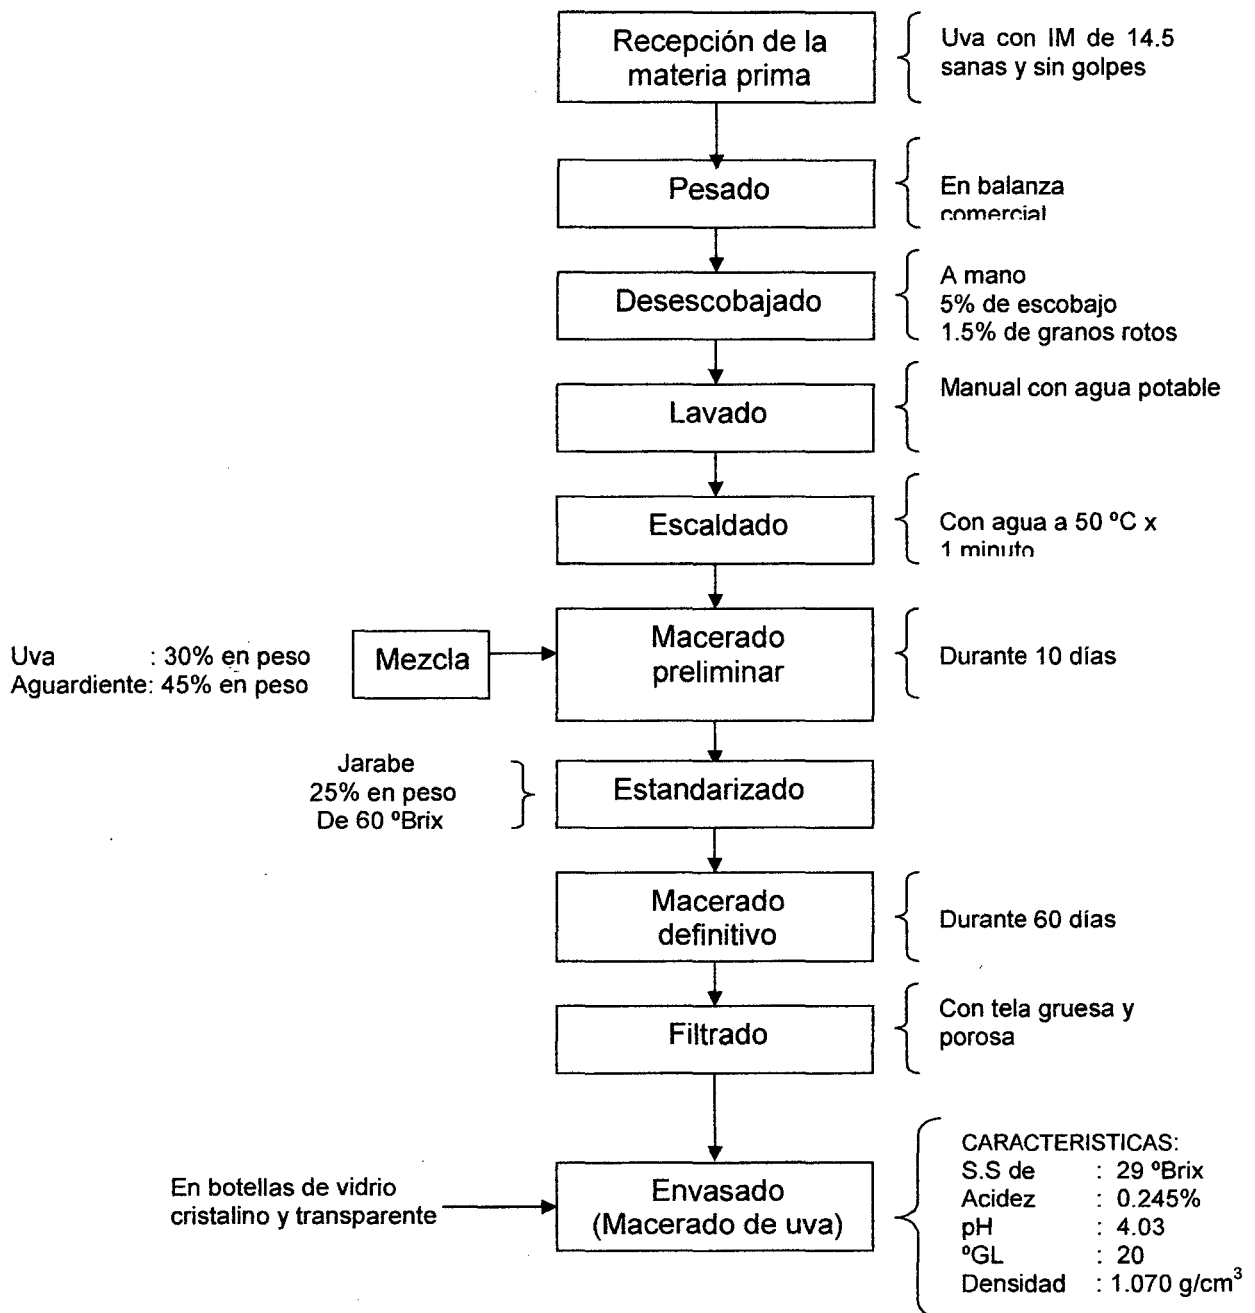 Recepción de la
materia prima
Uva con IM de 14.5
sanas y sin golpes
Pesado
En balanza
comercial
Desescobajado
A mano
5% de escobajo
1.5% de granos rotos
Lavado
Manual con agua potable
Escaldado
Con agua a 50 ºC x
1 minuto
Uva : 30% en peso
Aguardiente: 45% en peso
Mezcla
Macerado
preliminar
Durante 10 días
Jarabe
25% en peso
De 60 ºBrix
Estandarizado
Macerado
definitivo
Durante 60 días
Filtrado
Con tela gruesa y
porosa
En botellas de vidrio
cristalino y transparente
Envasado
(Macerado de uva)
CARACTERISTICAS:
S.S de : 29 ºBrix
Acidez : 0.245%
pH : 4.03
ºGL : 20
Densidad : 1.070 g/cm³